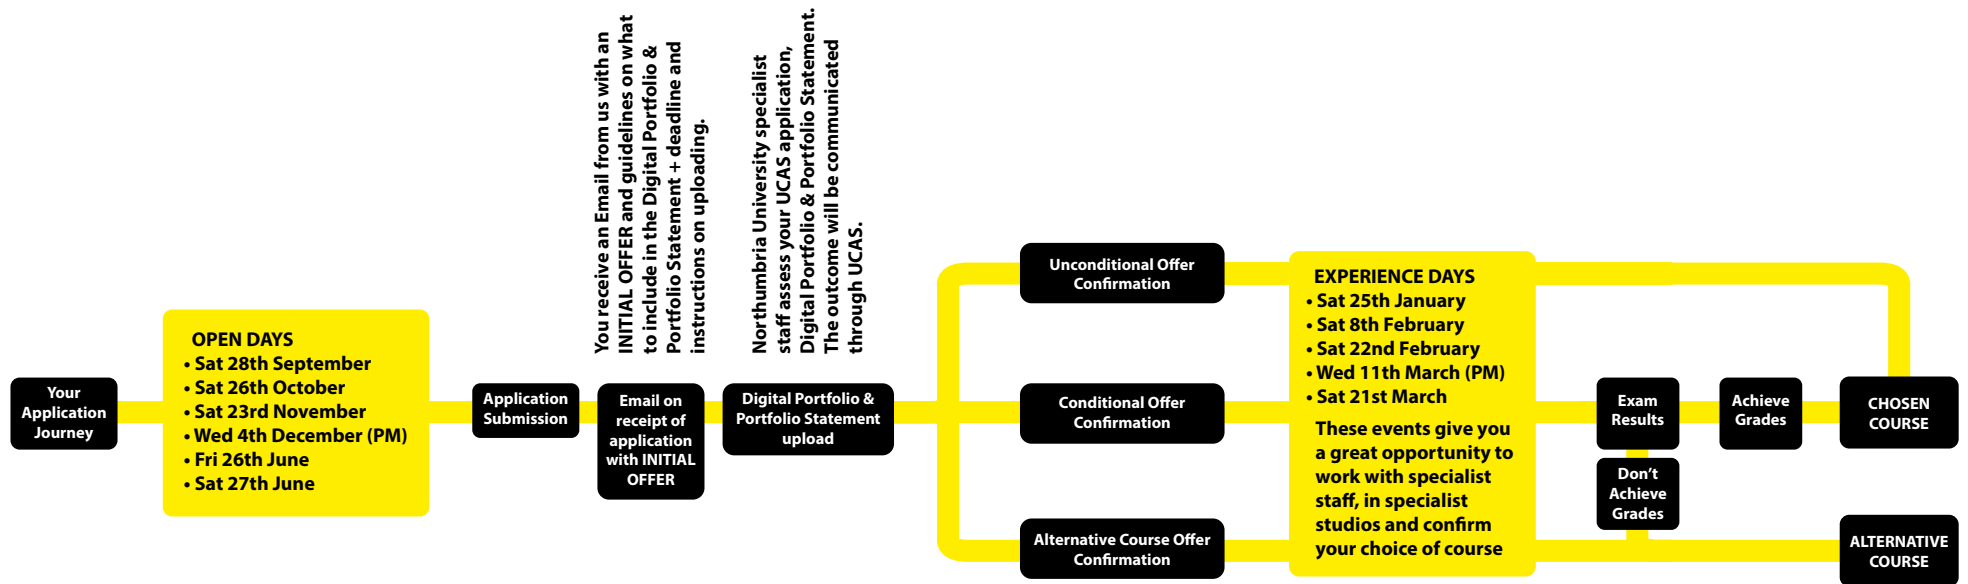 Your
Application
Journey
OPEN DAYS
• Sat 28th September
• Sat 26th October
• Sat 23rd November
• Wed 4th December (PM)
• Fri 26th June
• Sat 27th June
Application
Submission
You receive an Email from us with an
INITIAL OFFER and guidelines on what
to include in the Digital Portfolio &
Portfolio Statement + deadline and
instructions on uploading.
Email on
receipt of
application
with INITIAL
OFFER
Northumbria University specialist
staff assess your UCAS application,
Digital Portfolio & Portfolio Statement.
The outcome will be communicated
through UCAS.
Digital Portfolio &
Portfolio Statement
upload
Unconditional Offer
Confirmation
Conditional Offer
Confirmation
Alternative Course Offer
Confirmation
EXPERIENCE DAYS
• Sat 25th January
• Sat 8th February
• Sat 22nd February
• Wed 11th March (PM)
• Sat 21st March
These events give you
a great opportunity to
work with specialist
staff, in specialist
studios and confirm
your choice of course
Exam
Results
Don’t
Achieve
Grades
Achieve
Grades
CHOSEN
COURSE
ALTERNATIVE
COURSE